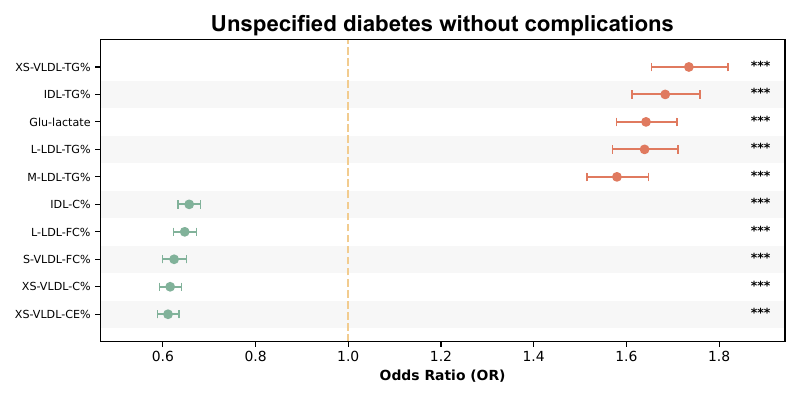 Unspecified diabetes without complications
XS-VLDL-TG% ***
IDL-TG% ***
Glu-lactate ***
L-LDL-TG% ***
M-LDL-TG% ***
IDL-C% ***
L-LDL-FC% ***
S-VLDL-FC% ***
XS-VLDL-C% ***
XS-VLDL-CE% ***
0.6 0.8 1.0 1.2 1.4 1.6 1.8
Odds Ratio (OR)